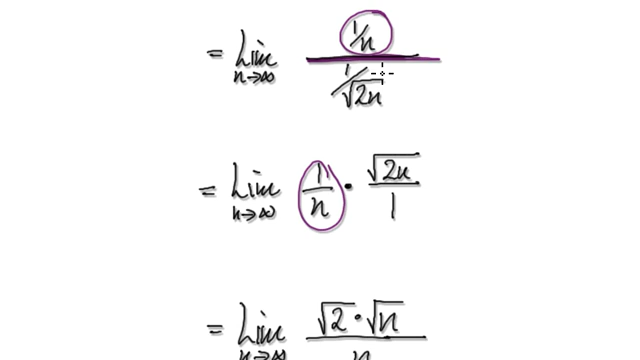 = lim n→∞ (1/n) / (1/√2n)
= lim n→∞ 1/n · √2n/1
= lim n→∞ √2·√n / n